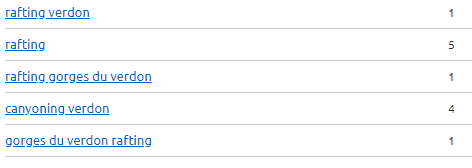 rafting verdon 1
rafting 5
rafting gorges du verdon 1
canyoning verdon 4
gorges du verdon rafting 1